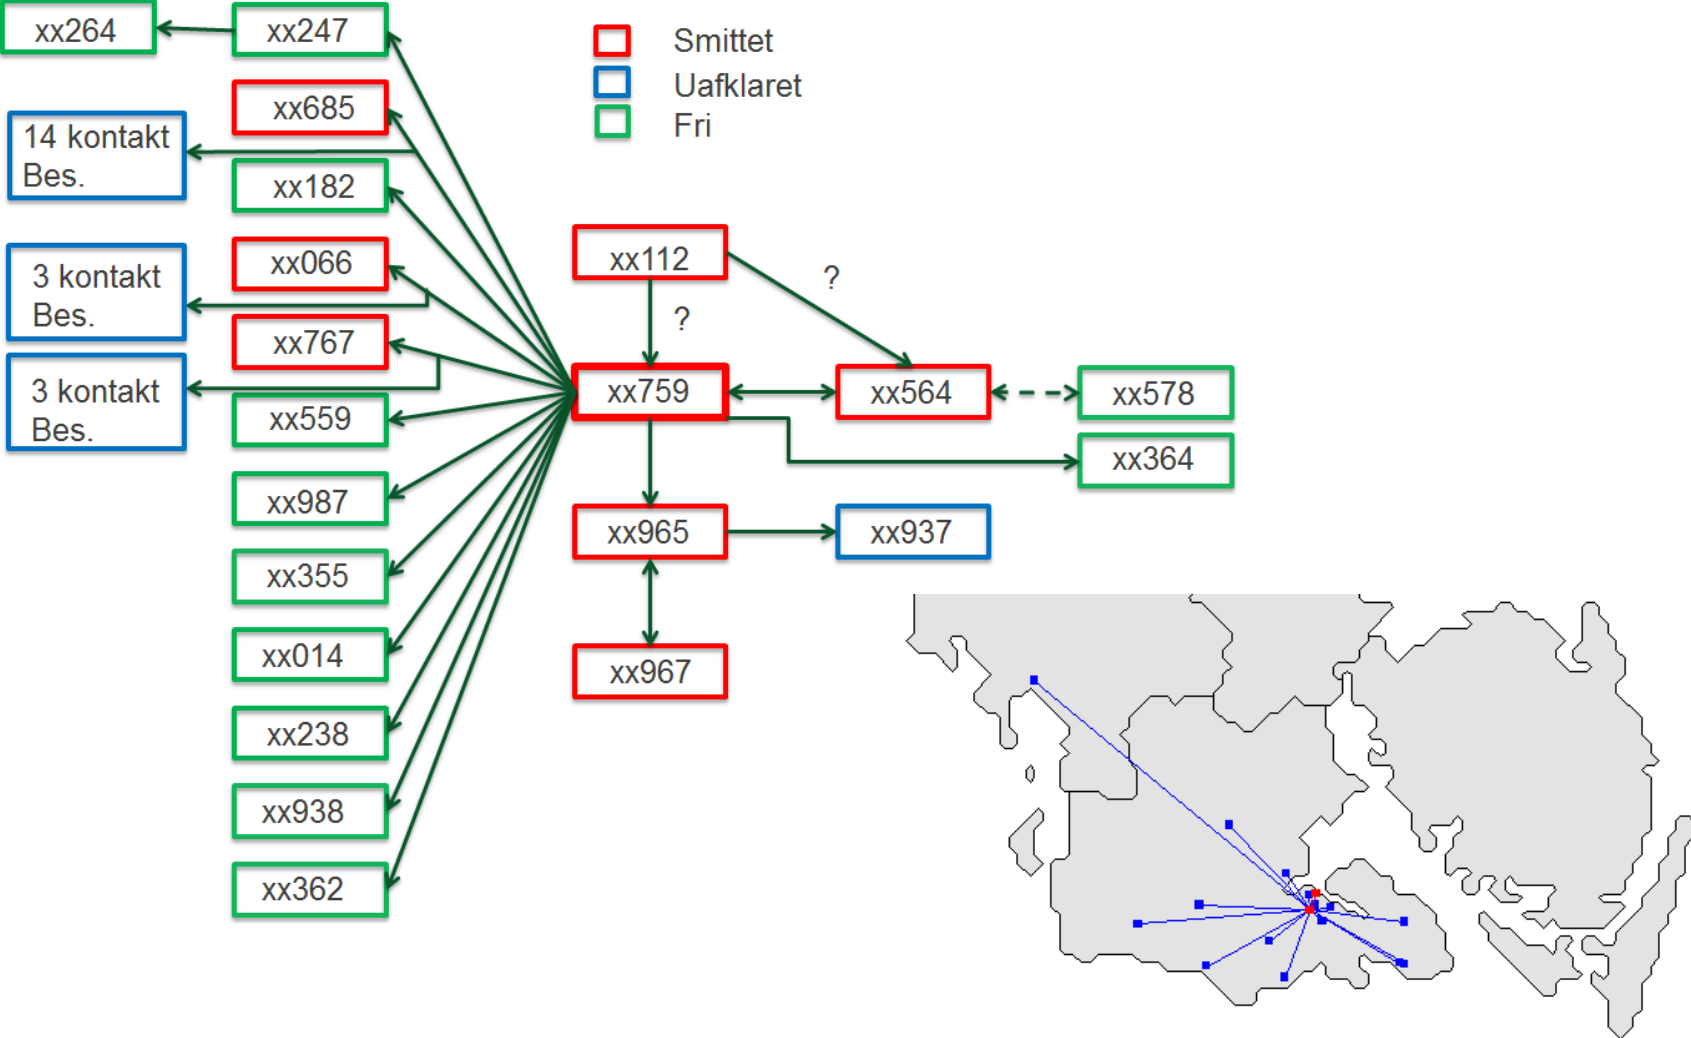 xx264
xx247
Smittet
Uafklaret
Fri
xx685
14 kontakt
Bes.
xx182
xx066
3 kontakt
Bes.
xx767
3 kontakt
Bes.
xx559
xx987
xx355
xx014
xx238
xx938
xx362
xx112
?
?
xx759
xx564
xx578
xx364
xx965
xx937
xx967